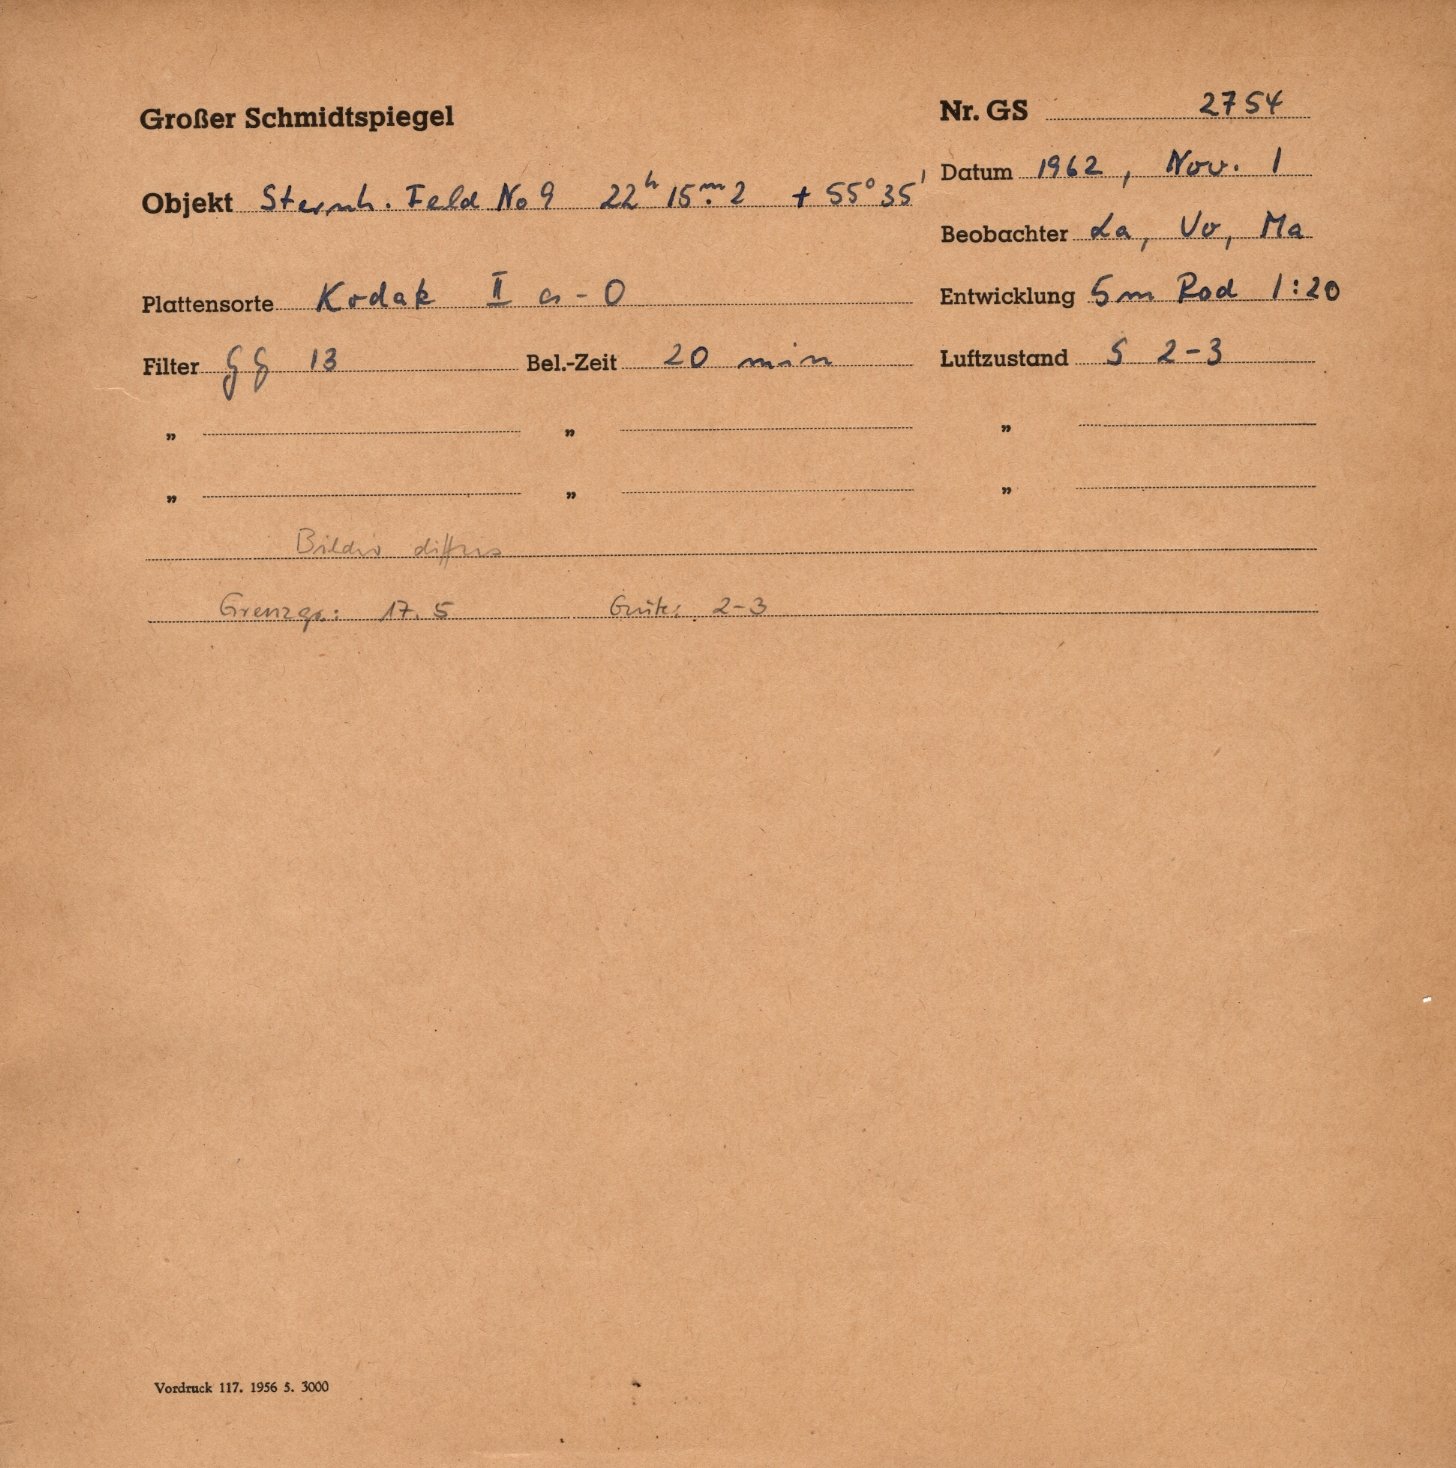 Großer Schmidtspiegel
Nr. GS 2754
Datum 1962, Nov. 1
Objekt Sternh. Feld No 9 22ʰ 15ᵐ.2 + 55° 35'
Beobachter La, Vo, Ma
Plattensorte Kodak II a - O
Entwicklung 5m Rod 1:20
Filter GG 13 Bel.-Zeit 20 min Luftzustand S 2-3
„ „ „
„ „ „
diffus
Grenzgr.: 17.5 Güte: 2-3
Vordruck 117. 1956 5. 3000